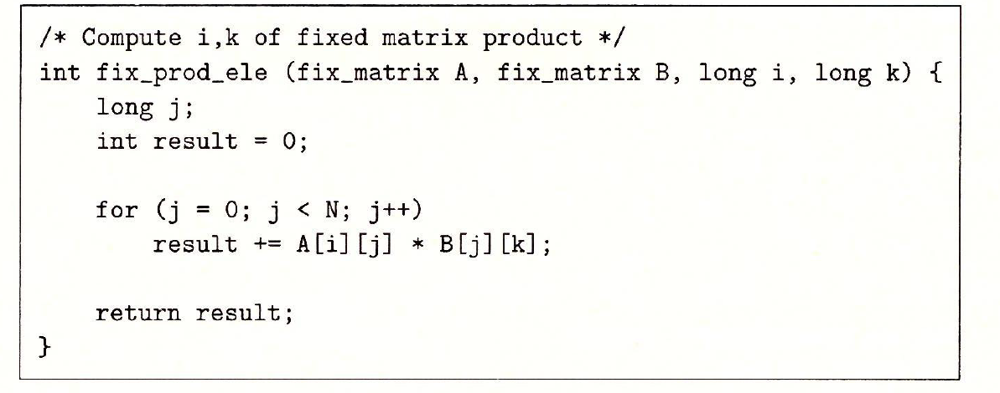 /* Compute i,k of fixed matrix product */
int fix_prod_ele (fix_matrix A, fix_matrix B, long i, long k) {
    long j;
    int result = 0;

    for (j = 0; j < N; j++)
        result += A[i][j] * B[j][k];

    return result;
}